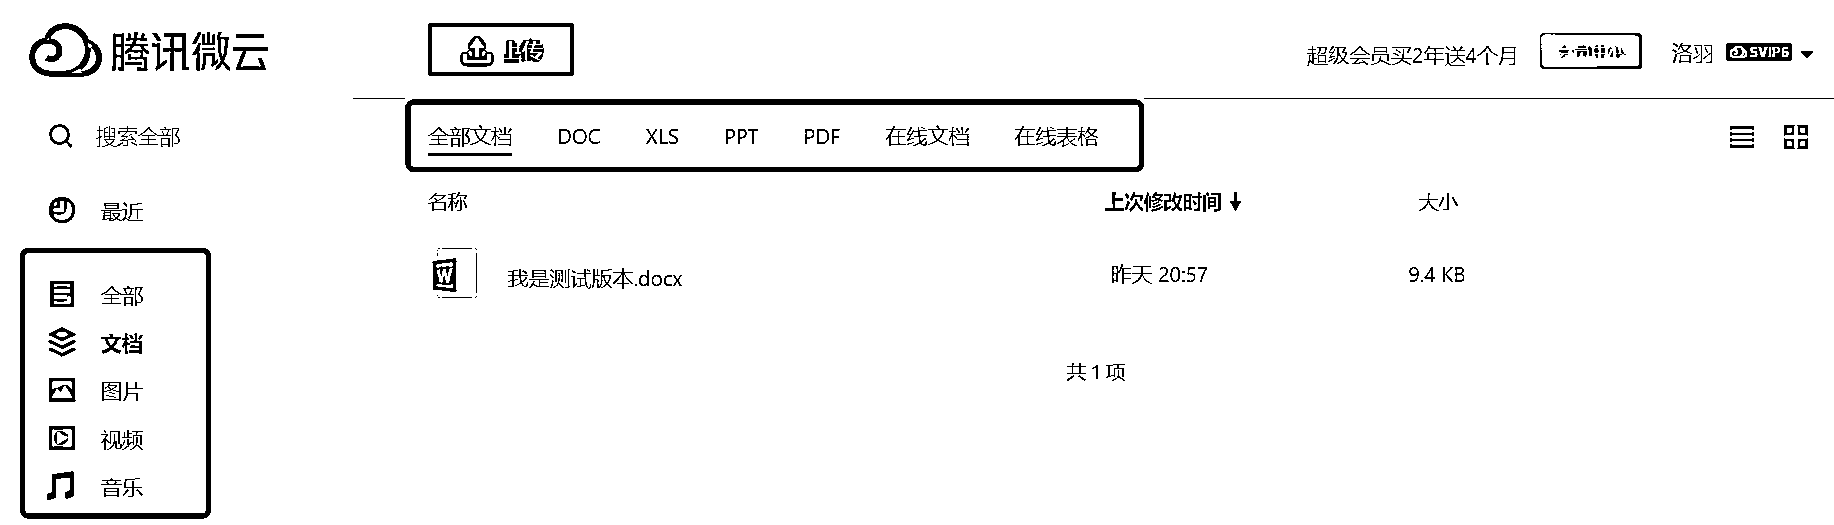 腾讯微云
上传
超级会员买2年送4个月
洛羽 SVIP6
搜索全部
全部文档 DOC XLS PPT PDF 在线文档 在线表格
最近
名称 上次修改时间 大小
W 我是测试版本.docx 昨天 20:57 9.4 KB
共 1 项
全部
文档
图片
视频
音乐